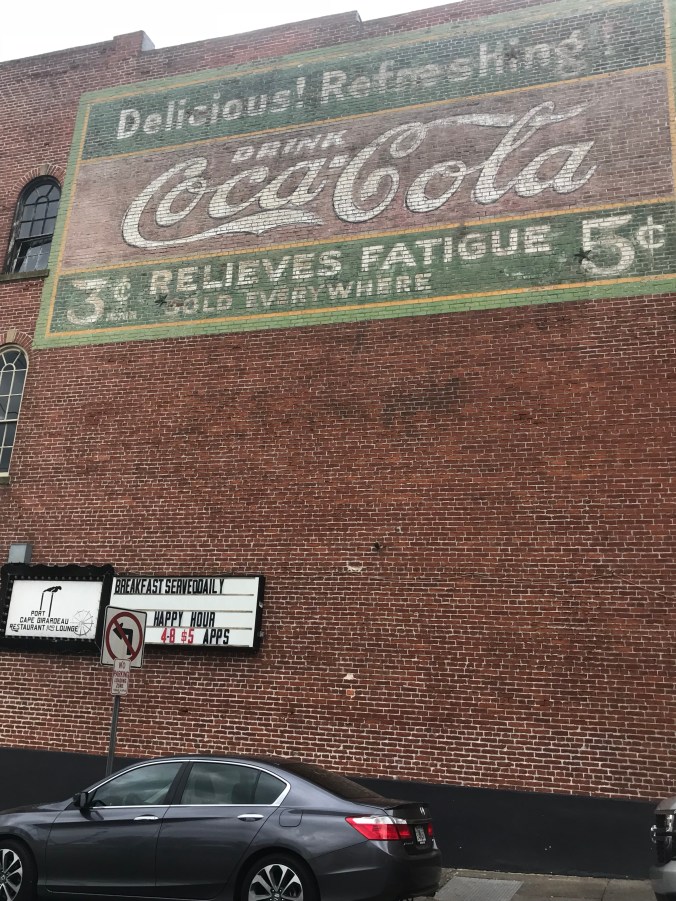 Delicious! Refreshing!
DRINK
Coca-Cola
3¢ RELIEVES FATIGUE 5¢
SOLD EVERYWHERE
BREAKFAST SERVED DAILY
PORT
CAPE GIRARDEAU
RESTAURANT LOUNGE
HAPPY HOUR
4-8 $5 APPS
NO